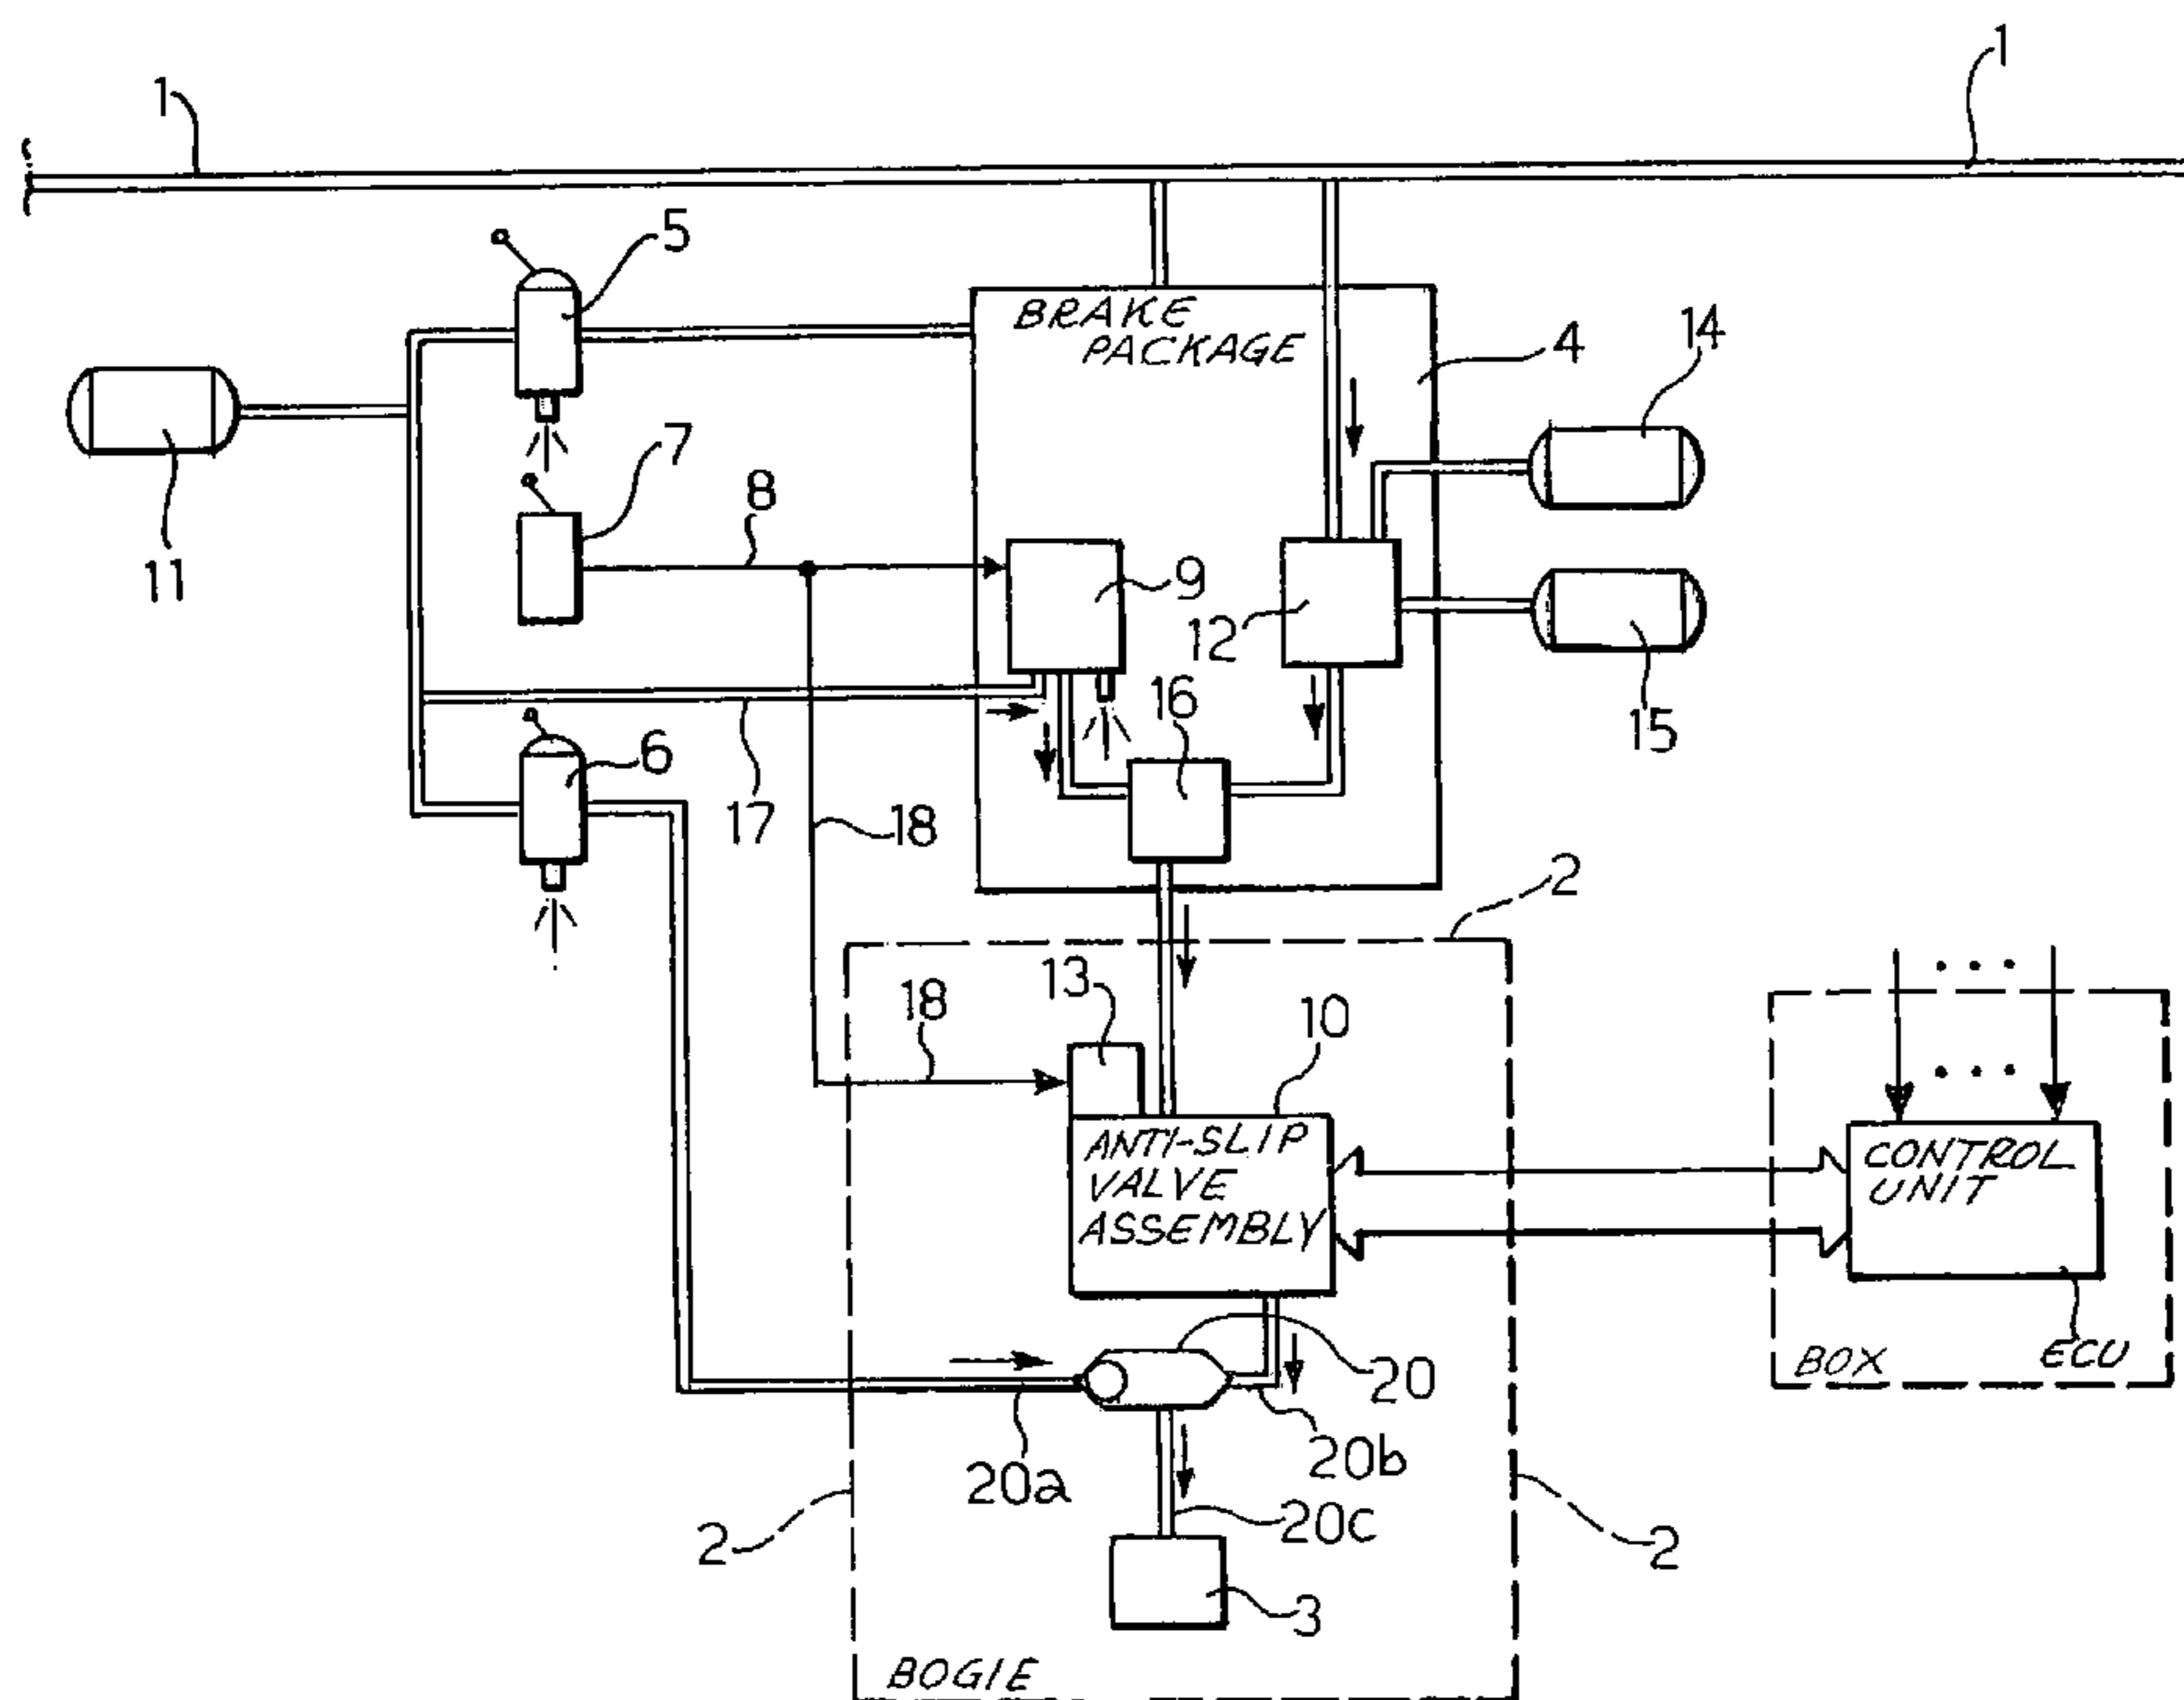 1
1
5
BRAKE
PACKAGE
4
14
7
8
11
9
12
15
16
6
17
18
2
13
18
10
ANTI-SLIP
VALVE
ASSEMBLY
CONTROL
UNIT
20
BOX
ECU
20a
20b
20c
2
2
3
BOGIE